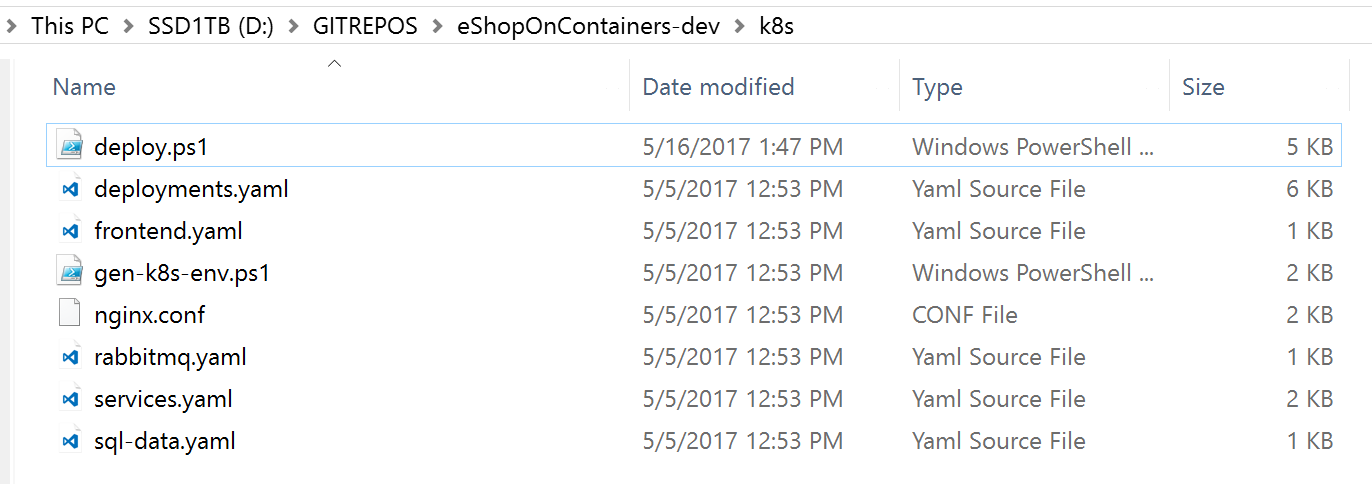 This PC SSD1TB (D:) GITREPOS eShopOnContainers-dev k8s
Name Date modified Type Size
deploy.ps1 5/16/2017 1:47 PM Windows PowerShell ... 5 KB
deployments.yaml 5/5/2017 12:53 PM Yaml Source File 6 KB
frontend.yaml 5/5/2017 12:53 PM Yaml Source File 1 KB
gen-k8s-env.ps1 5/5/2017 12:53 PM Windows PowerShell ... 2 KB
nginx.conf 5/5/2017 12:53 PM CONF File 2 KB
rabbitmq.yaml 5/5/2017 12:53 PM Yaml Source File 1 KB
services.yaml 5/5/2017 12:53 PM Yaml Source File 2 KB
sql-data.yaml 5/5/2017 12:53 PM Yaml Source File 1 KB